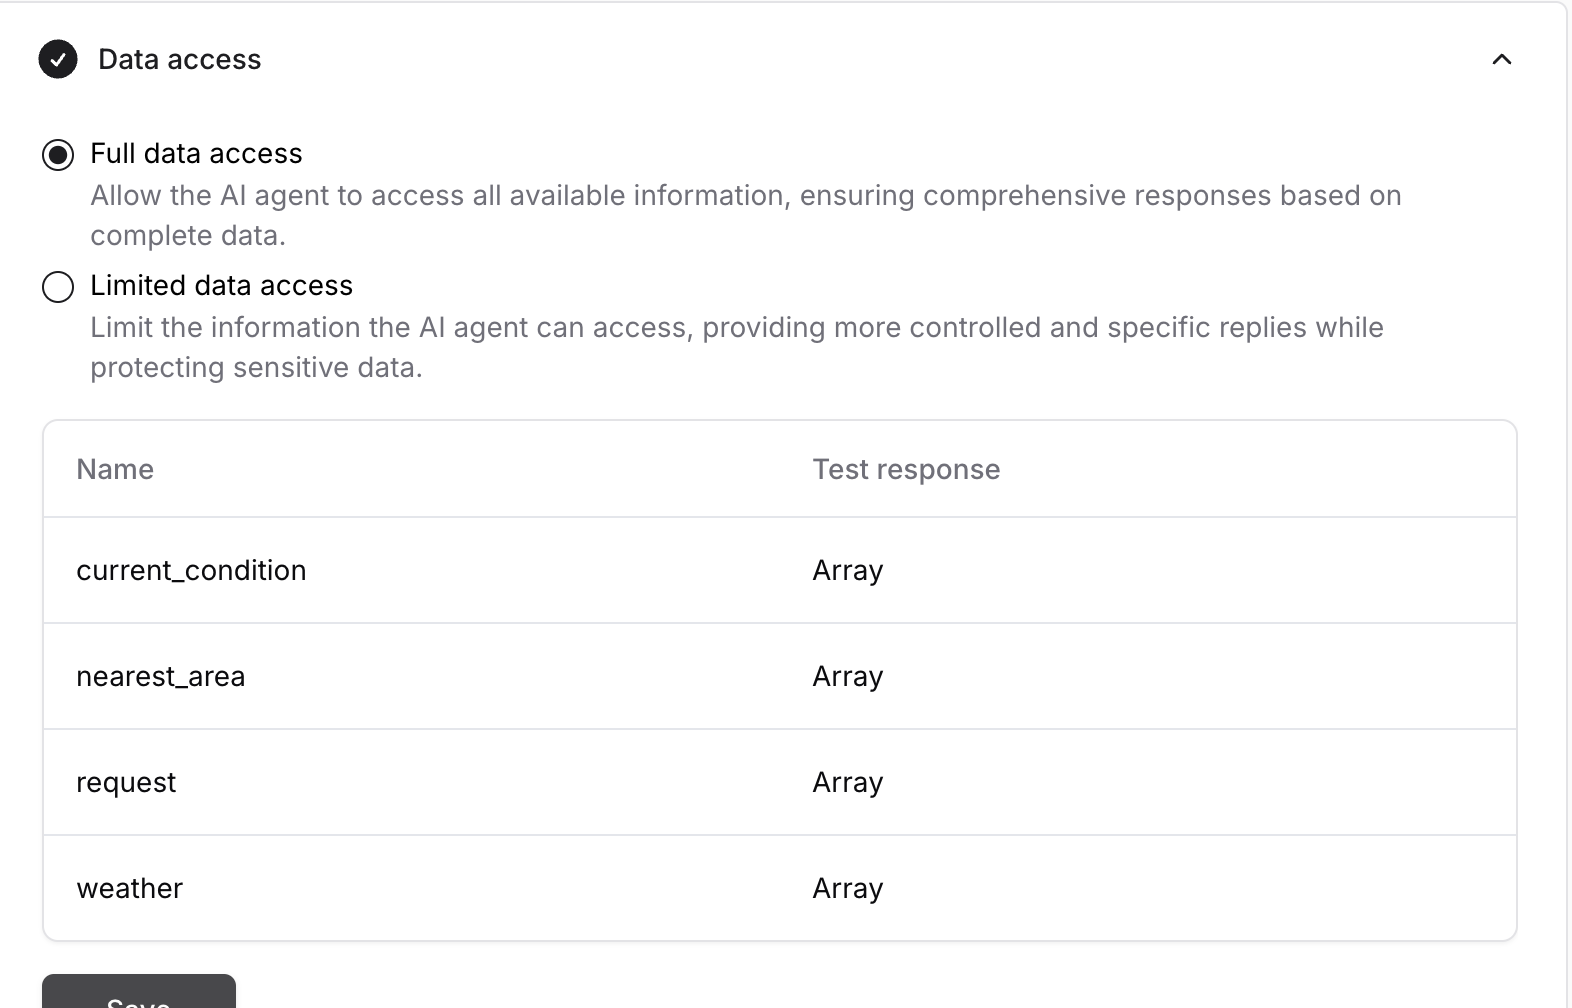 Data access
Full data access
Allow the AI agent to access all available information, ensuring comprehensive responses based on
complete data.
Limited data access
Limit the information the AI agent can access, providing more controlled and specific replies while
protecting sensitive data.
Name Test response
current_condition Array
nearest_area Array
request Array
weather Array
Save